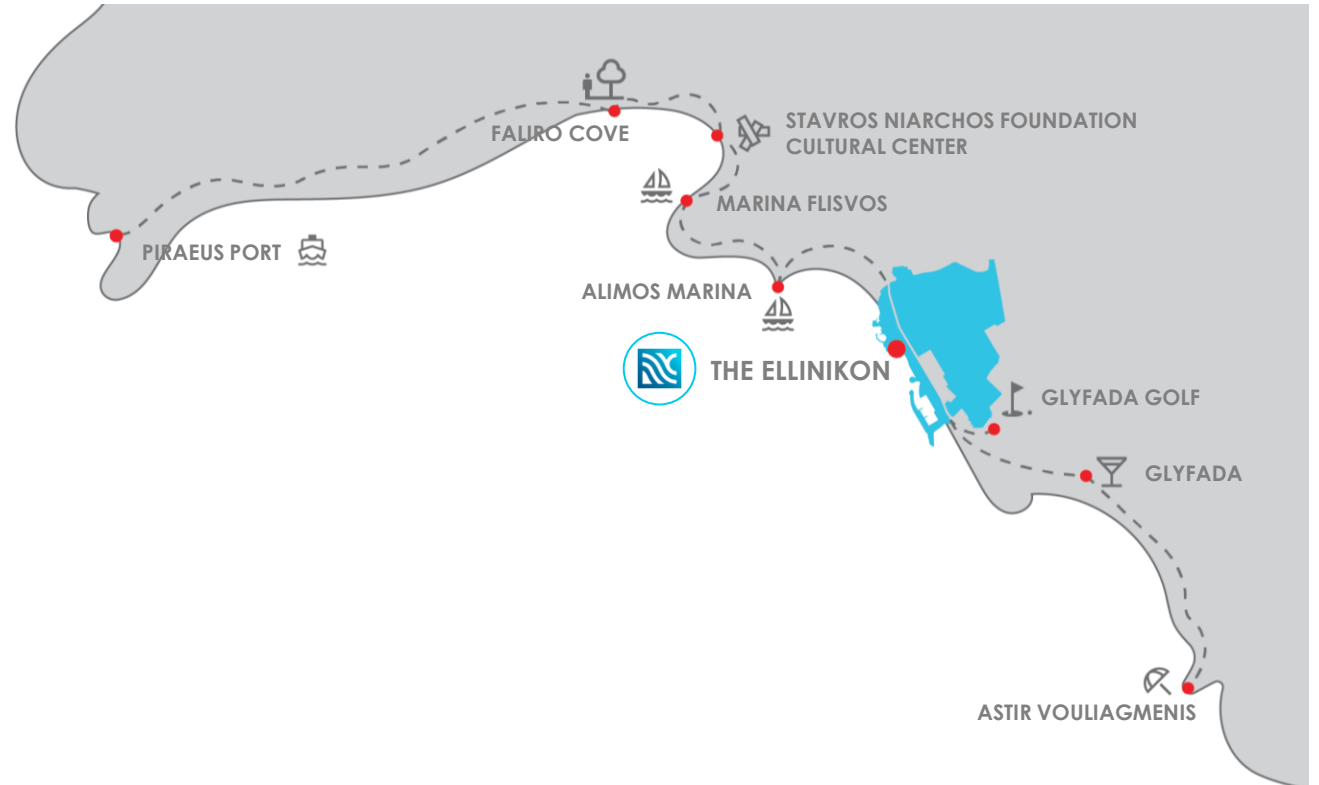 FALIRO COVE
STAVROS NIARCHOS FOUNDATION
CULTURAL CENTER
MARINA FLISVOS
PIRAEUS PORT
ALIMOS MARINA
THE ELLINIKON
GLYFADA GOLF
GLYFADA
ASTIR VOULIAGMENIS